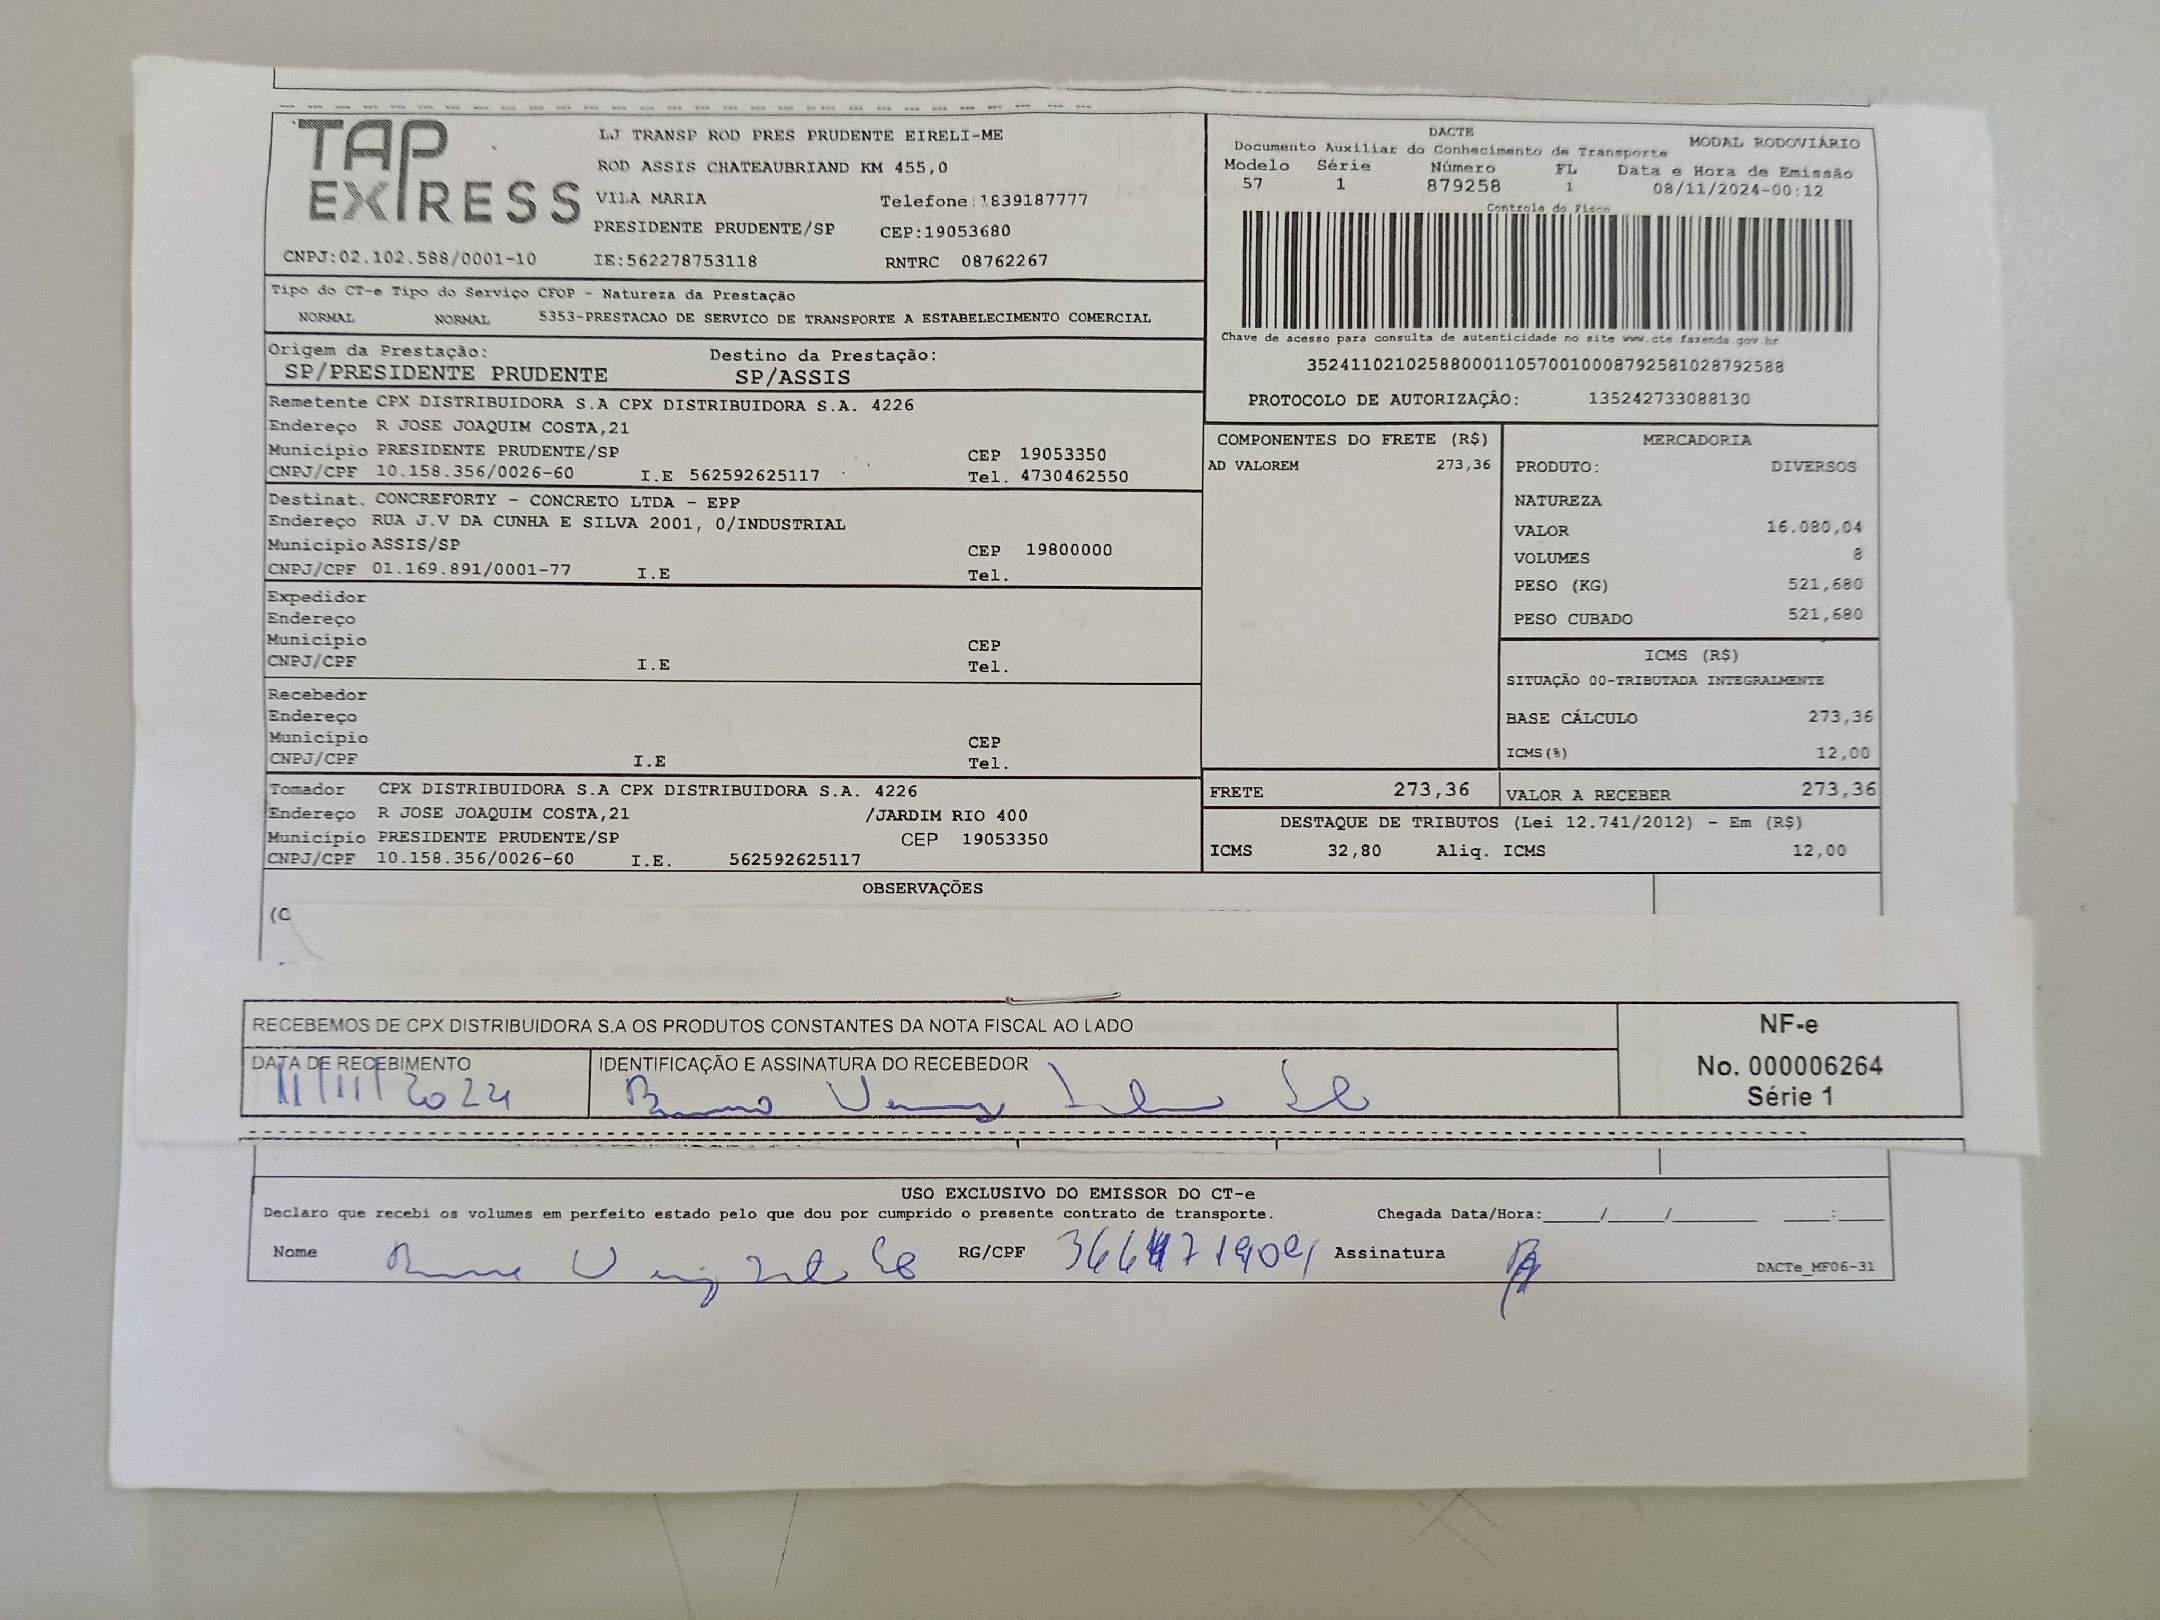 TAP EXPRESS
LJ TRANSP ROD PRES PRUDENTE EIRELI-ME
ROD ASSIS CHATEAUBRIAND KM 455,0
VILA MARIA Telefone:1839187777
PRESIDENTE PRUDENTE/SP CEP:19053680
CNPJ:02.102.588/0001-10 IE:562278753118 RNTRC 08762267
DACTE
Documento Auxiliar do Conhecimento de Transporte MODAL RODOVIÁRIO
Modelo Série Número FL Data e Hora de Emissão
57 1 879258 1 08/11/2024-00:12
Controle do Fisco
Chave de acesso para consulta de autenticidade no site www.cte.fazenda.gov.br
35241102102588000110570010008792581028792588
PROTOCOLO DE AUTORIZAÇÃO: 135242733088130
Tipo do CT-e Tipo do Serviço CFOP - Natureza da Prestação
NORMAL NORMAL 5353-PRESTACAO DE SERVICO DE TRANSPORTE A ESTABELECIMENTO COMERCIAL
Origem da Prestação: Destino da Prestação:
SP/PRESIDENTE PRUDENTE SP/ASSIS
Remetente CPX DISTRIBUIDORA S.A CPX DISTRIBUIDORA S.A. 4226
Endereço R JOSE JOAQUIM COSTA,21
Município PRESIDENTE PRUDENTE/SP CEP 19053350
CNPJ/CPF 10.158.356/0026-60 I.E 562592625117 Tel. 4730462550
Destinat. CONCREFORTY - CONCRETO LTDA - EPP
Endereço RUA J.V DA CUNHA E SILVA 2001, 0/INDUSTRIAL
Município ASSIS/SP CEP 19800000
CNPJ/CPF 01.169.891/0001-77 I.E Tel.
Expedidor
Endereço
Município CEP
CNPJ/CPF I.E Tel.
Recebedor
Endereço
Município CEP
CNPJ/CPF I.E Tel.
Tomador CPX DISTRIBUIDORA S.A CPX DISTRIBUIDORA S.A. 4226
Endereço R JOSE JOAQUIM COSTA,21 /JARDIM RIO 400
Município PRESIDENTE PRUDENTE/SP CEP 19053350
CNPJ/CPF 10.158.356/0026-60 I.E. 562592625117
COMPONENTES DO FRETE (R$)
AD VALOREM 273,36
MERCADORIA
PRODUTO: DIVERSOS
NATUREZA
VALOR 16.080,04
VOLUMES 8
PESO (KG) 521,680
PESO CUBADO 521,680
ICMS (R$)
SITUAÇÃO 00-TRIBUTADA INTEGRALMENTE
BASE CÁLCULO 273,36
ICMS(%) 12,00
FRETE 273,36 VALOR A RECEBER 273,36
DESTAQUE DE TRIBUTOS (Lei 12.741/2012) - Em (R$)
ICMS 32,80 Aliq. ICMS 12,00
OBSERVAÇÕES
(C
RECEBEMOS DE CPX DISTRIBUIDORA S.A OS PRODUTOS CONSTANTES DA NOTA FISCAL AO LADO
DATA DE RECEBIMENTO IDENTIFICAÇÃO E ASSINATURA DO RECEBEDOR
11/11/2024
NF-e
No. 000006264
Série 1
USO EXCLUSIVO DO EMISSOR DO CT-e
Declaro que recebi os volumes em perfeito estado pelo que dou por cumprido o presente contrato de transporte. Chegada Data/Hora:_____/_____/_______ ____:____
Nome RG/CPF Assinatura
DACTe_MF06-31